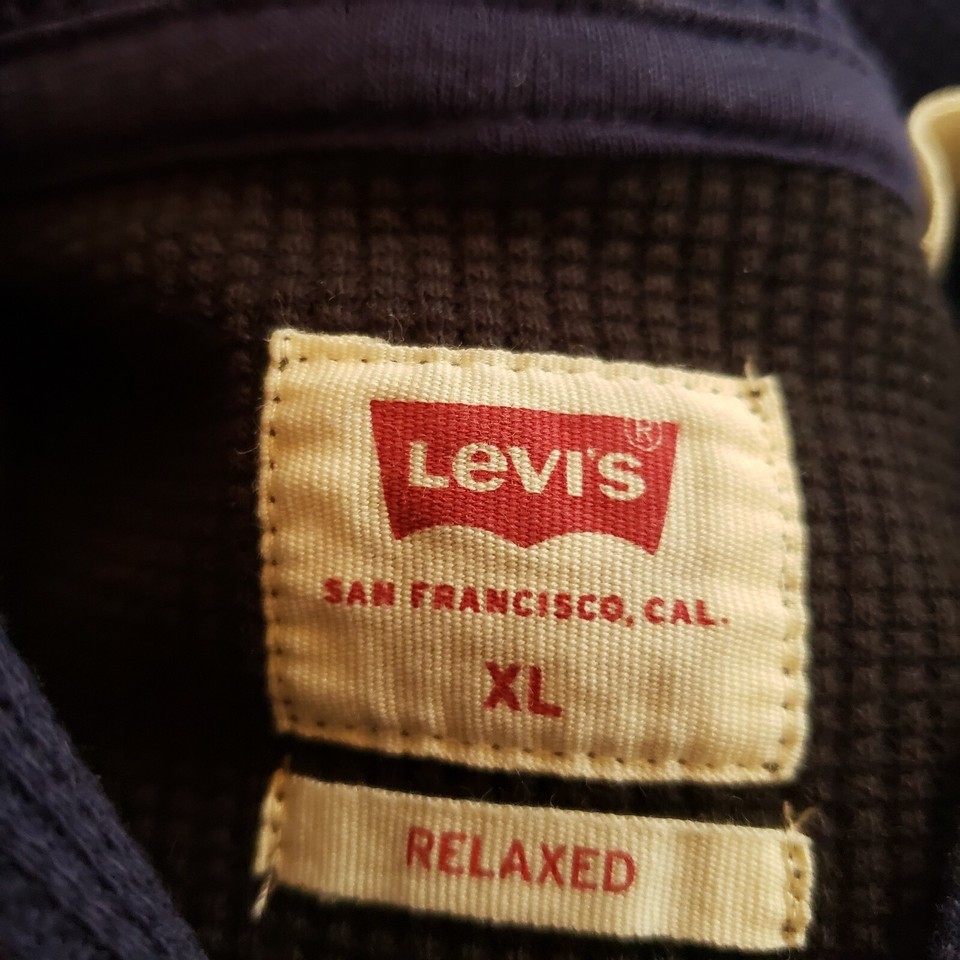 LEVI'S®
SAN FRANCISCO, CAL.
XL
RELAXED